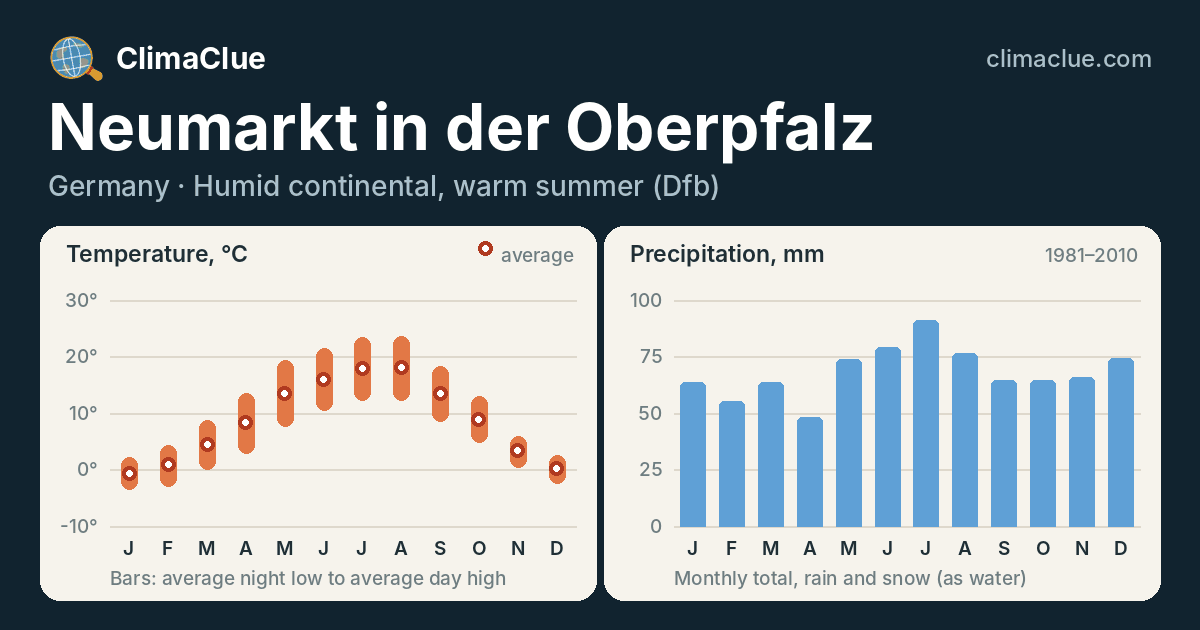 ClimaClue
climaclue.com
Neumarkt in der Oberpfalz
Germany · Humid continental, warm summer (Dfb)
Temperature, °C
average
30°
20°
10°
0°
-10°
J F M A M J J A S O N D
Bars: average night low to average day high
Precipitation, mm
1981–2010
100
75
50
25
0
J F M A M J J A S O N D
Monthly total, rain and snow (as water)